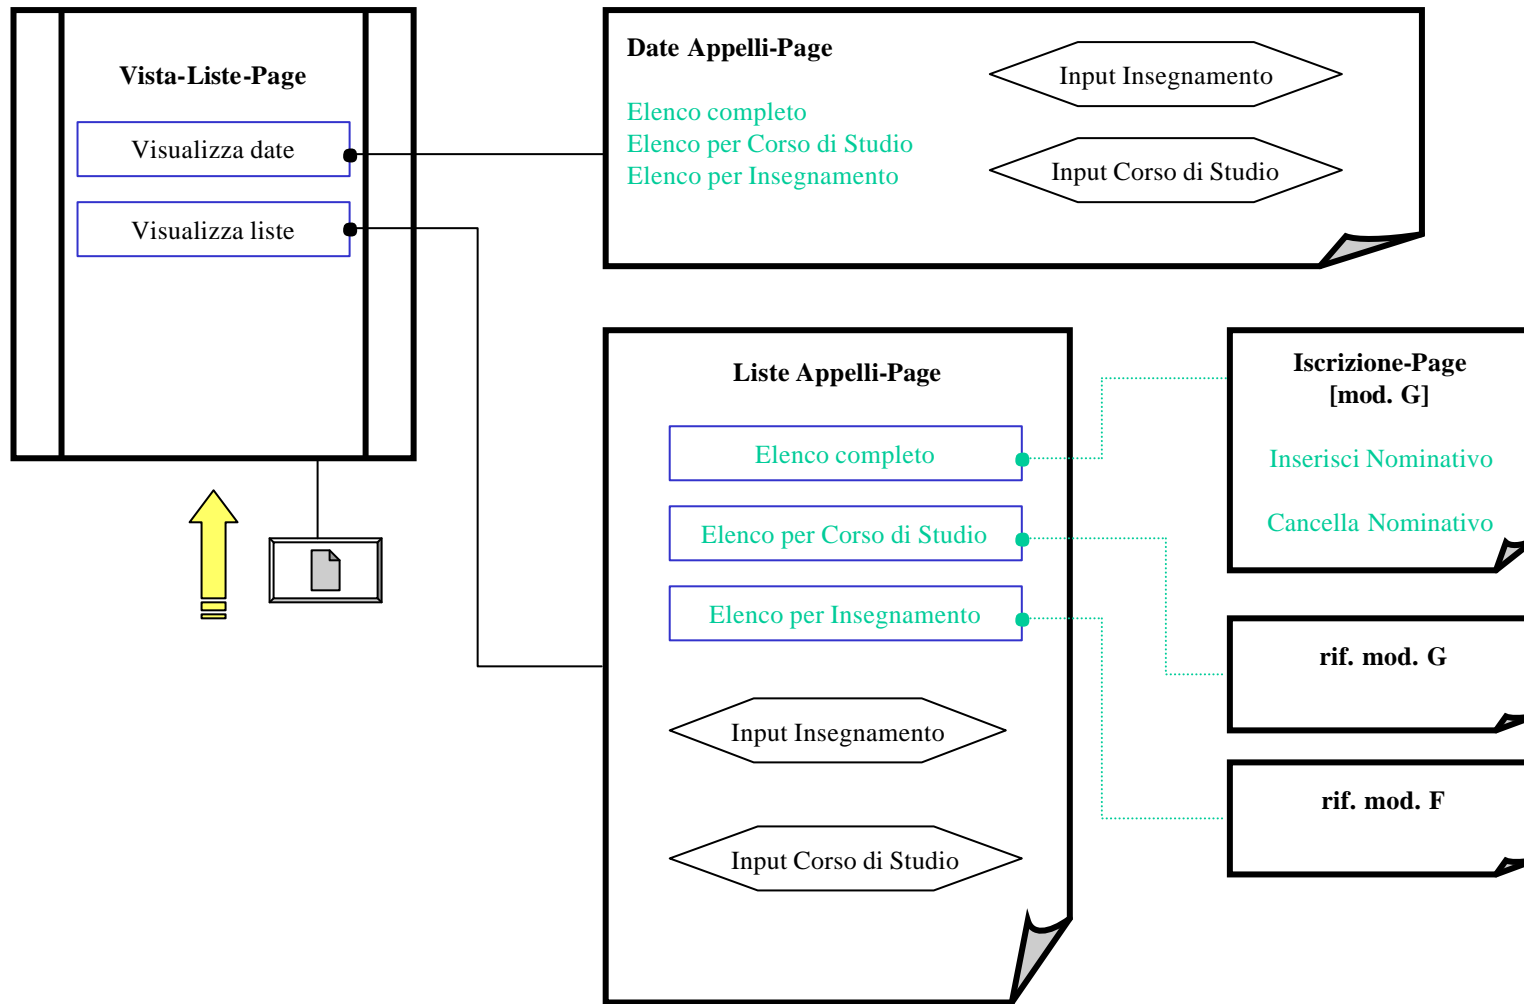 Vista-Liste-Page
Visualizza date
Visualizza liste
Date Appelli-Page
Elenco completo
Elenco per Corso di Studio
Elenco per Insegnamento
Input Insegnamento
Input Corso di Studio
Liste Appelli-Page
Elenco completo
Elenco per Corso di Studio
Elenco per Insegnamento
Input Insegnamento
Input Corso di Studio
Iscrizione-Page
[mod. G]
Inserisci Nominativo
Cancella Nominativo
rif. mod. G
rif. mod. F